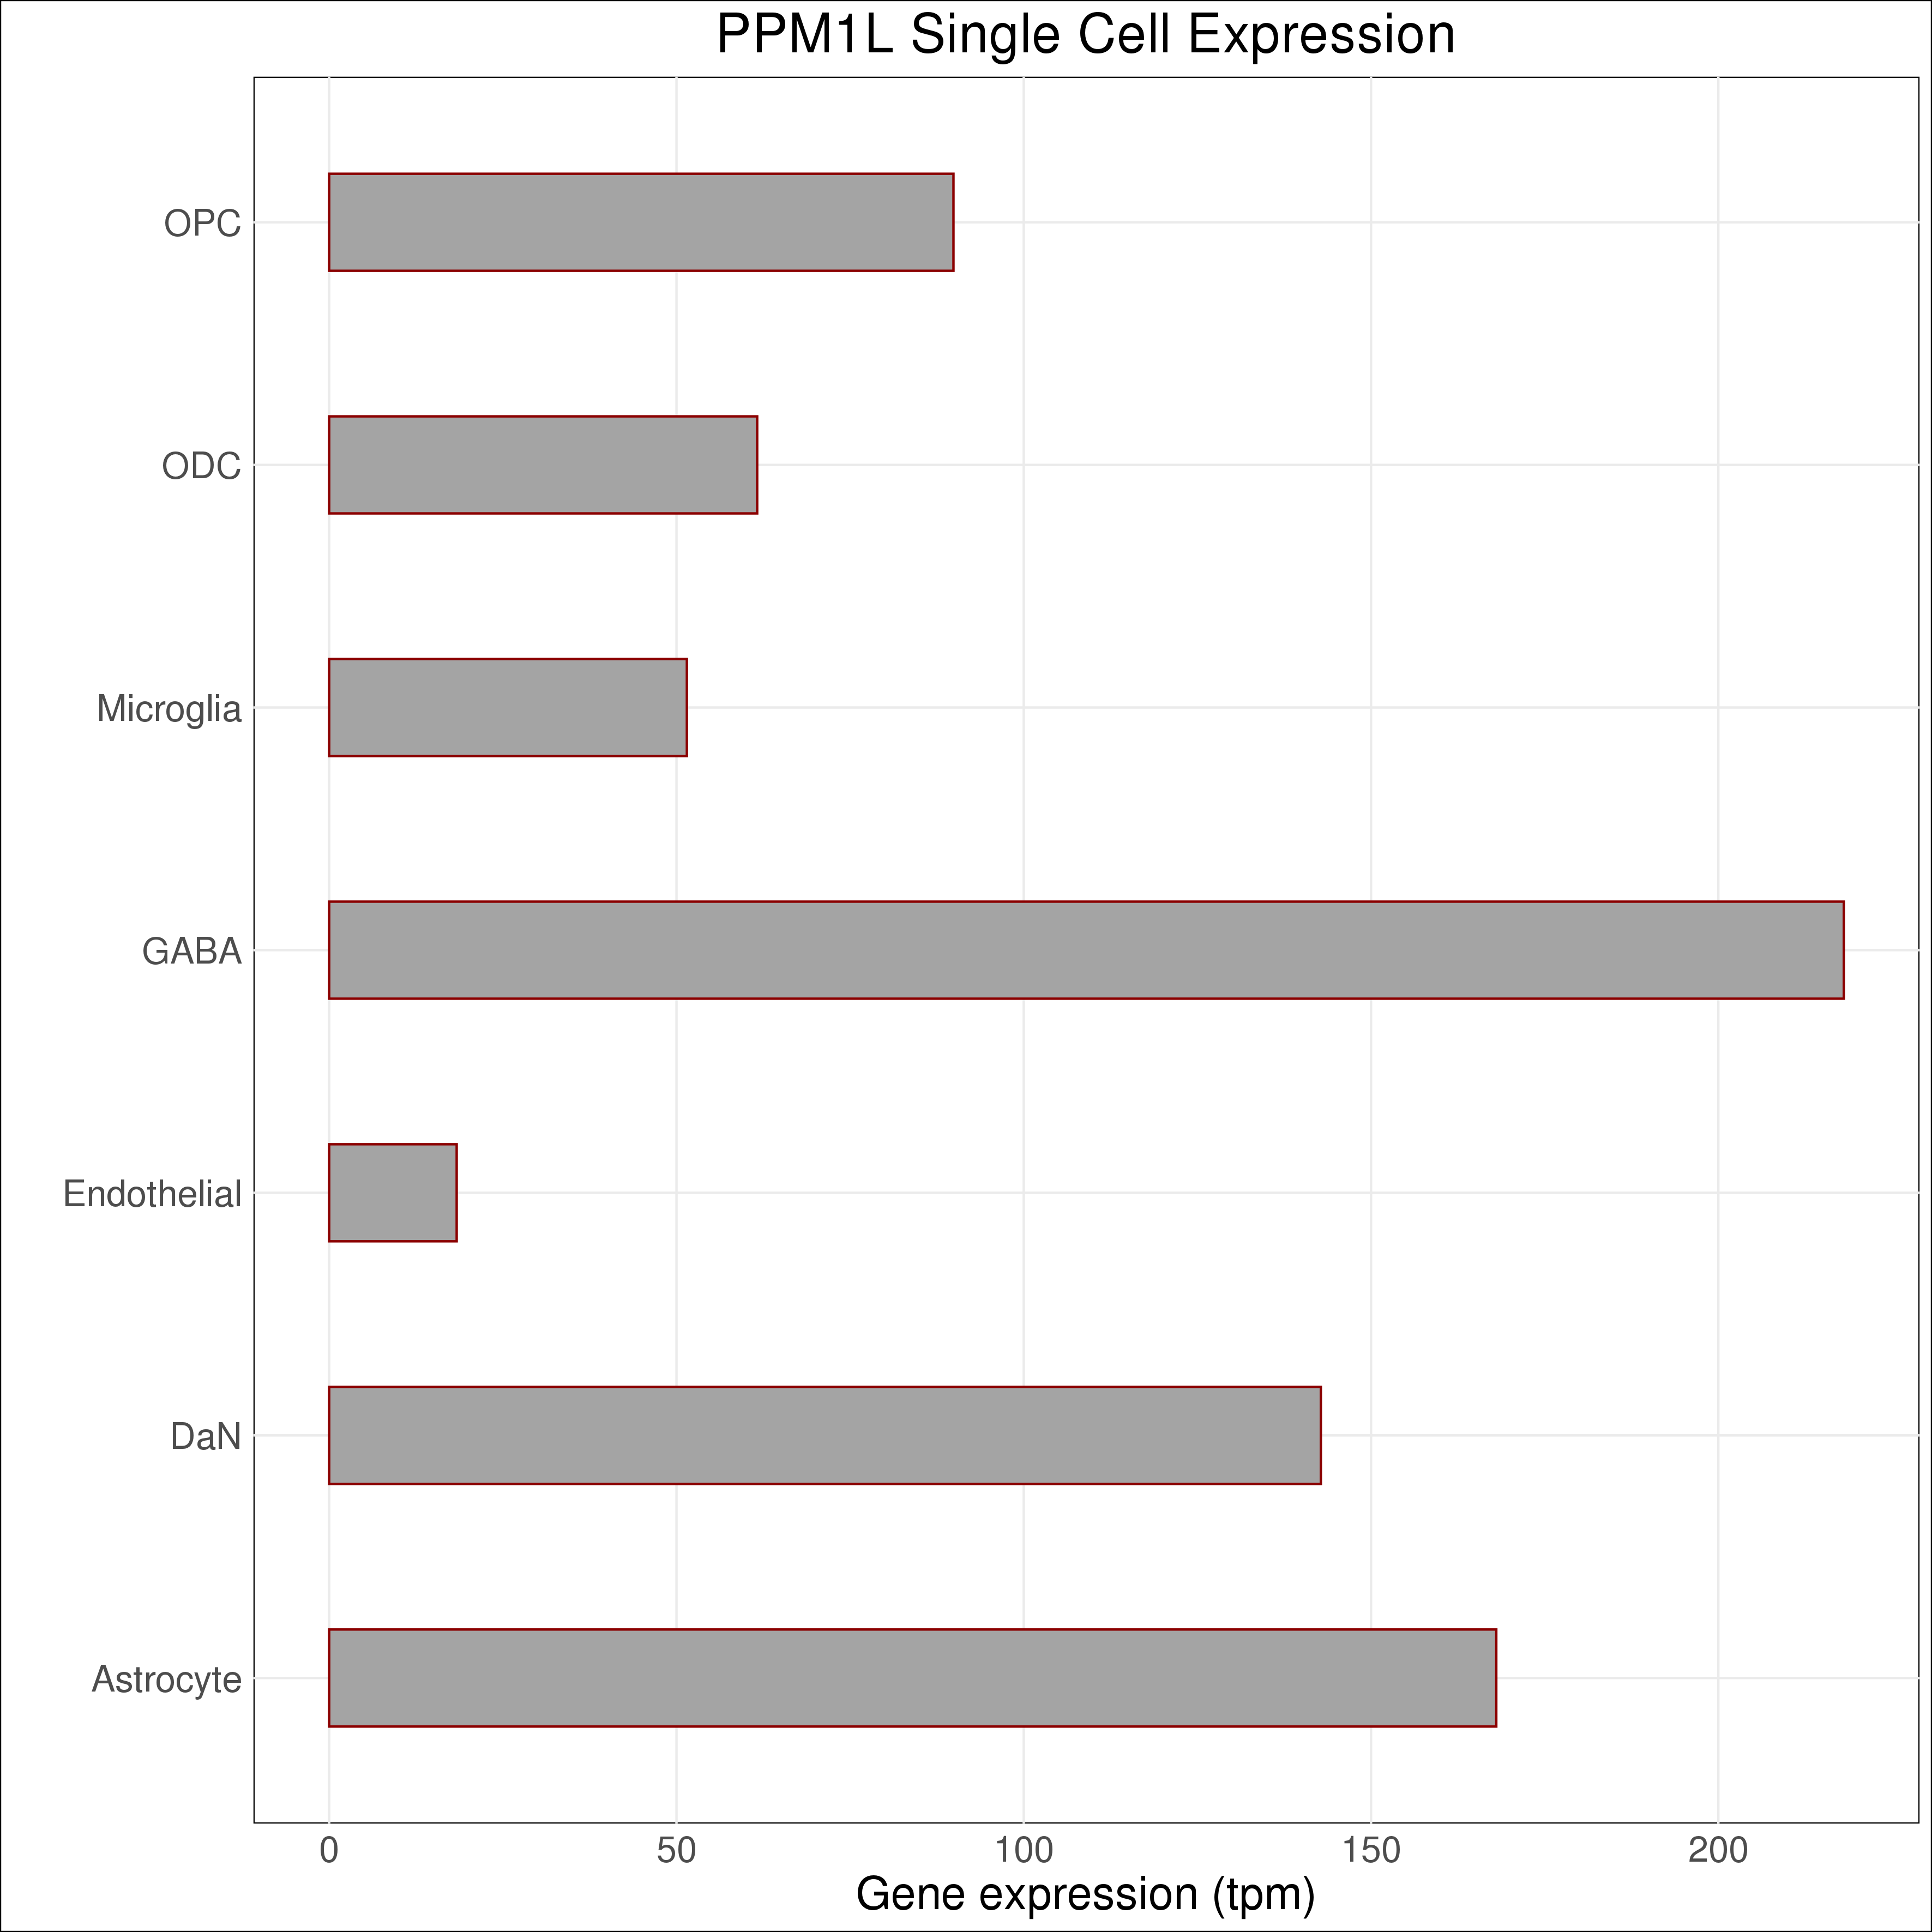 PPM1L Single Cell Expression
OPC
ODC
Microglia
GABA
Endothelial
DaN
Astrocyte
0 50 100 150 200
Gene expression (tpm)